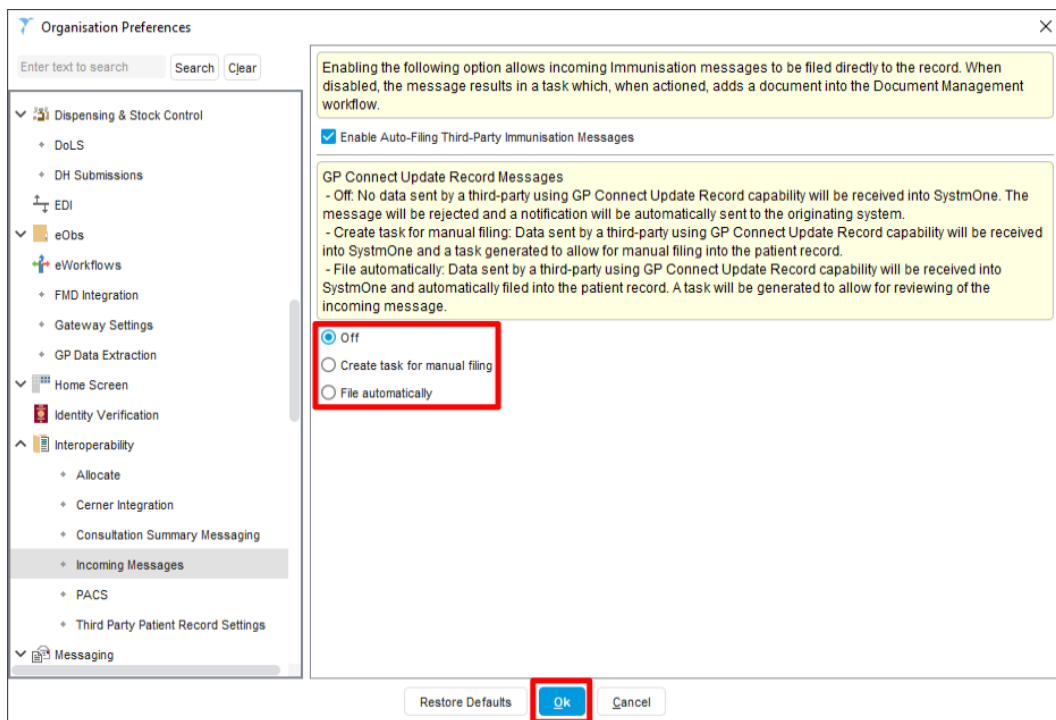 Organisation Preferences
Enter text to search
Search
Clear
Dispensing & Stock Control
DoLS
DH Submissions
EDI
eObs
eWorkflows
FMD Integration
Gateway Settings
GP Data Extraction
Home Screen
Identity Verification
Interoperability
Allocate
Cerner Integration
Consultation Summary Messaging
Incoming Messages
PACS
Third Party Patient Record Settings
Messaging
Enabling the following option allows incoming Immunisation messages to be filed directly to the record. When
disabled, the message results in a task which, when actioned, adds a document into the Document Management
workflow.
Enable Auto-Filing Third-Party Immunisation Messages
GP Connect Update Record Messages
- Off: No data sent by a third-party using GP Connect Update Record capability will be received into SystmOne. The
message will be rejected and a notification will be automatically sent to the originating system.
- Create task for manual filing: Data sent by a third-party using GP Connect Update Record capability will be received
into SystmOne and a task generated to allow for manual filing into the patient record.
- File automatically: Data sent by a third-party using GP Connect Update Record capability will be received into
SystmOne and automatically filed into the patient record. A task will be generated to allow for reviewing of the
incoming message.
Off
Create task for manual filing
File automatically
Restore Defaults
Ok
Cancel